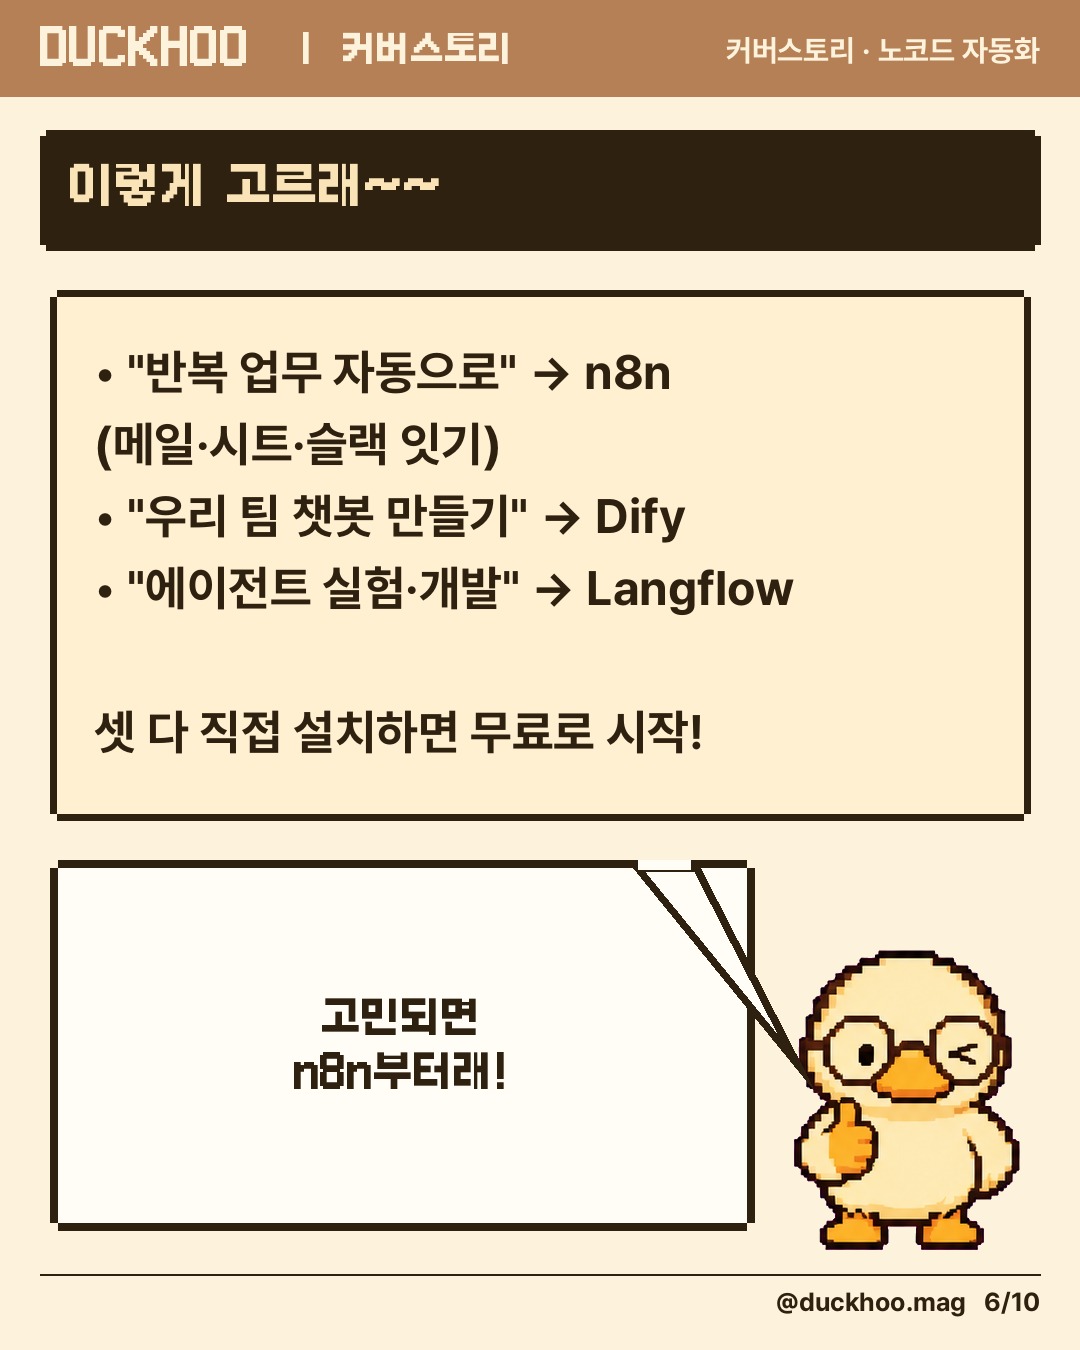 DUCKHOO | 커버스토리
커버스토리 · 노코드 자동화
이렇게 고르래~~
• "반복 업무 자동으로" → n8n
(메일·시트·슬랙 잇기)
• "우리 팀 챗봇 만들기" → Dify
• "에이전트 실험·개발" → Langflow
셋 다 직접 설치하면 무료로 시작!
고민되면
n8n부터래!
@duckhoo.mag 6/10